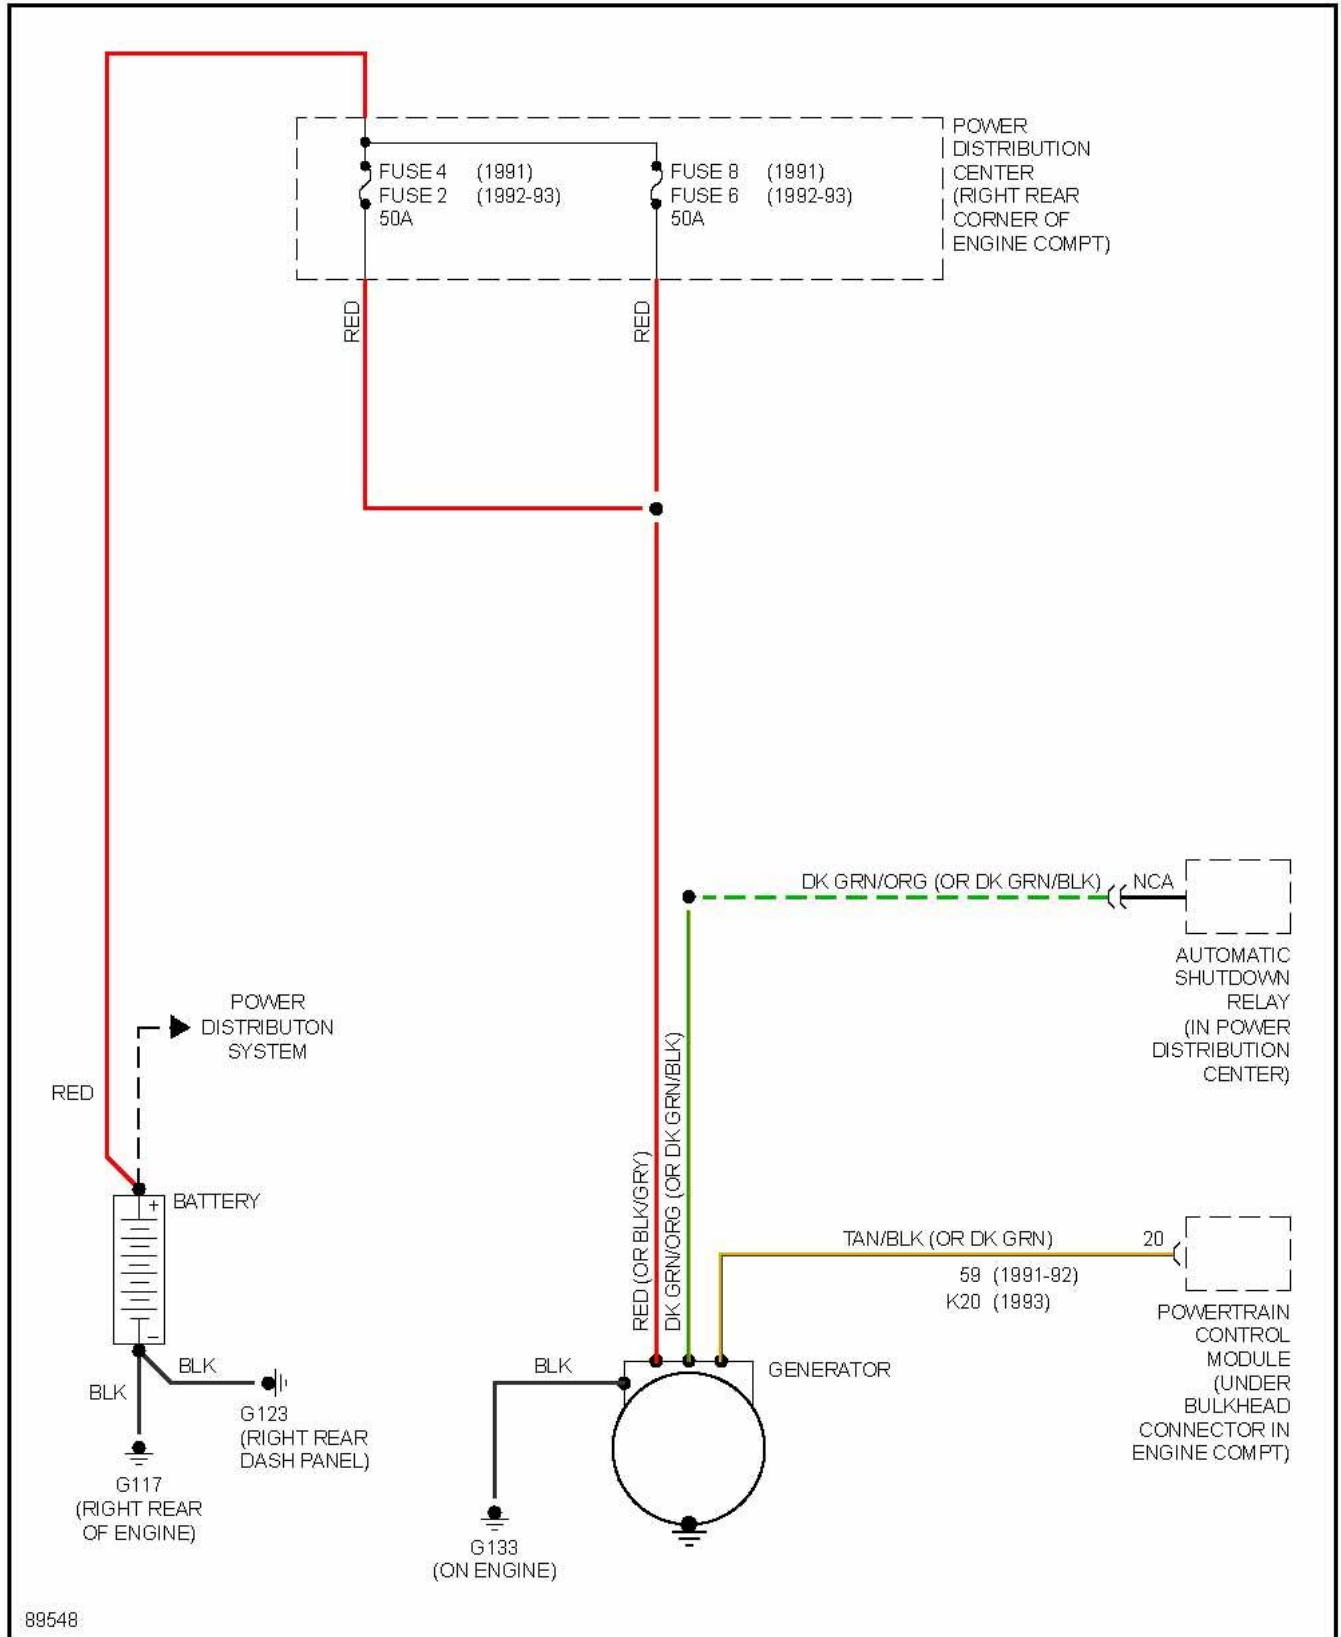 POWER
DISTRIBUTION
CENTER
(RIGHT REAR
CORNER OF
ENGINE COMPT)
FUSE 4 (1991)
FUSE 2 (1992-93)
50A
FUSE 8 (1991)
FUSE 6 (1992-93)
50A
RED
RED
DK GRN/ORG (OR DK GRN/BLK)
NCA
AUTOMATIC
SHUTDOWN
RELAY
(IN POWER
DISTRIBUTION
CENTER)
POWER
DISTRIBUTON
SYSTEM
RED
BATTERY
+
-
RED (OR BLK/GRY)
DK GRN/ORG (OR DK GRN/BLK)
TAN/BLK (OR DK GRN)
20
59 (1991-92)
K20 (1993)
POWERTRAIN
CONTROL
MODULE
(UNDER
BULKHEAD
CONNECTOR IN
ENGINE COMPT)
BLK
BLK
G123
(RIGHT REAR
DASH PANEL)
G117
(RIGHT REAR
OF ENGINE)
BLK
GENERATOR
G133
(ON ENGINE)
89548